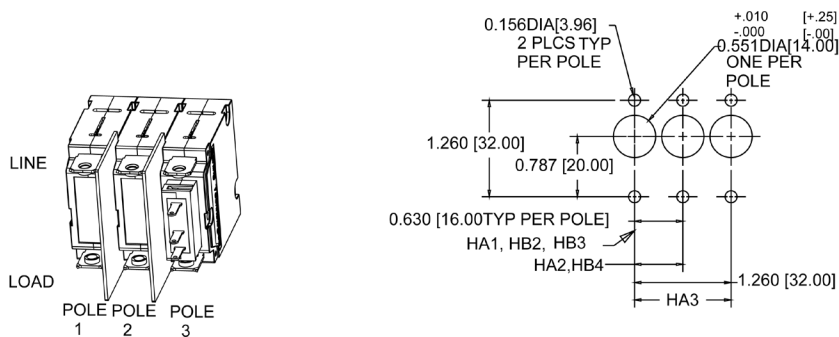 LINE
LOAD
POLE
1
POLE
2
POLE
3
+.010 [+.25]
-.000 [-.00]
0.156DIA[3.96]
2 PLCS TYP
PER POLE
0.551DIA[14.00]
ONE PER
POLE
1.260 [32.00]
0.787 [20.00]
0.630 [16.00TYP PER POLE]
HA1, HB2, HB3
HA2,HB4
1.260 [32.00]
HA3